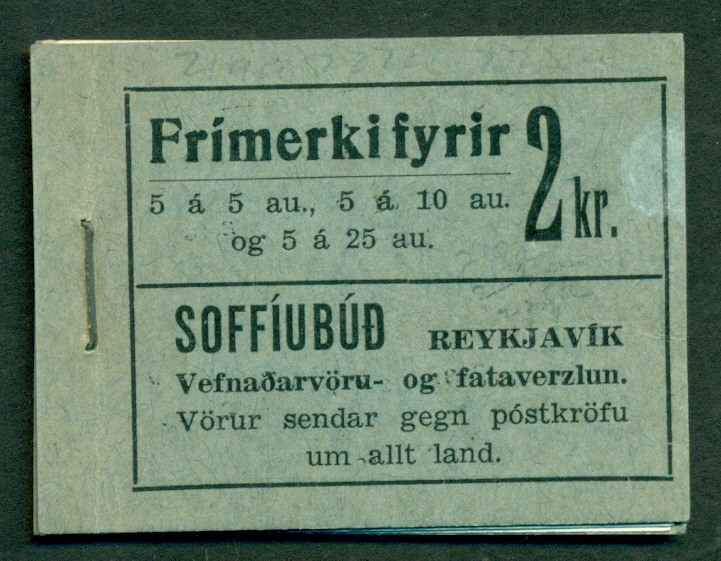 Frímerki fyrir 2 kr.
5 á 5 au., 5 á 10 au.
og 5 á 25 au.
SOFFÍUBÚÐ REYKJAVÍK
Vefnaðarvöru- og fataverzlun.
Vörur sendar gegn póstkröfu
um allt land.